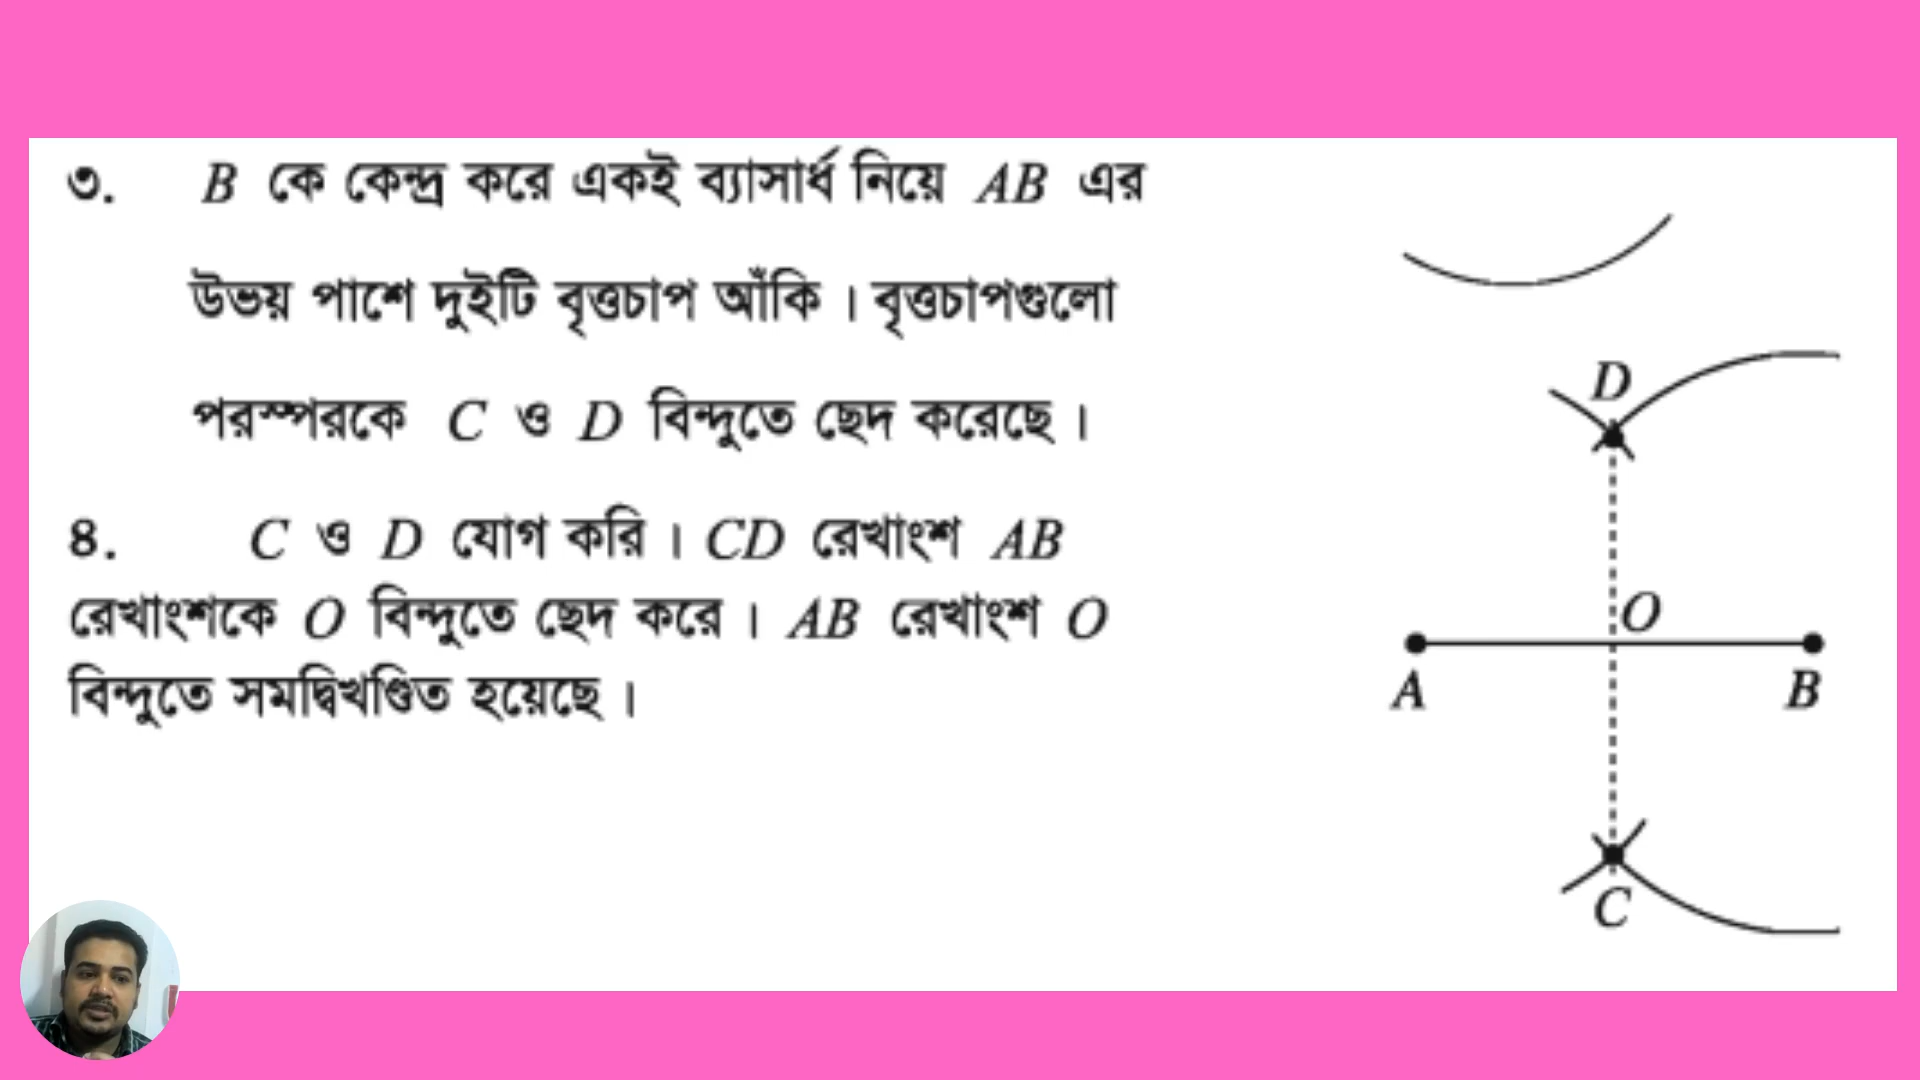 ৩. B কে কেন্দ্র করে একই ব্যাসার্ধ নিয়ে AB এর
উভয় পাশে দুইটি বৃত্তচাপ আঁকি । বৃত্তচাপগুলো
পরস্পরকে C ও D বিন্দুতে ছেদ করেছে ।
৪. C ও D যোগ করি । CD রেখাংশ AB
রেখাংশকে O বিন্দুতে ছেদ করে । AB রেখাংশ O
বিন্দুতে সমদ্বিখণ্ডিত হয়েছে ।
D
O
A B
C